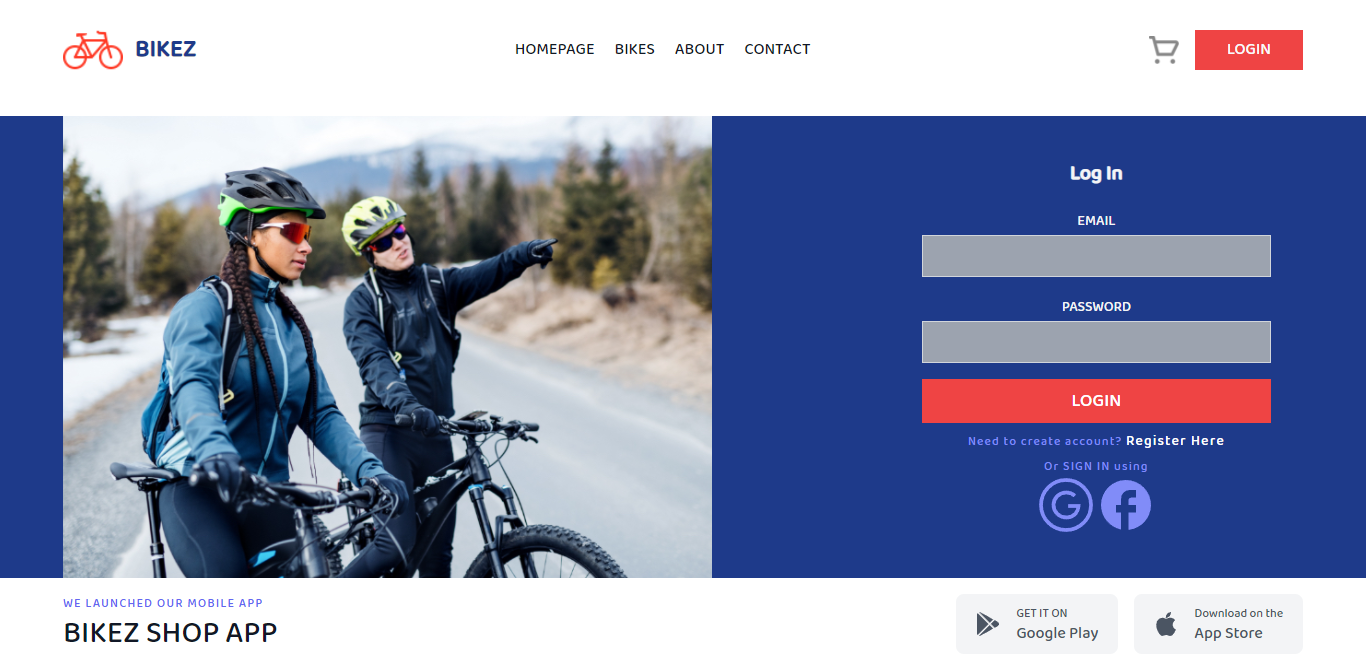 BIKEZ
HOMEPAGE BIKES ABOUT CONTACT
LOGIN
Log In
EMAIL
PASSWORD
LOGIN
Need to create account? Register Here
Or SIGN IN using
WE LAUNCHED OUR MOBILE APP
BIKEZ SHOP APP
GET IT ON
Google Play
Download on the
App Store